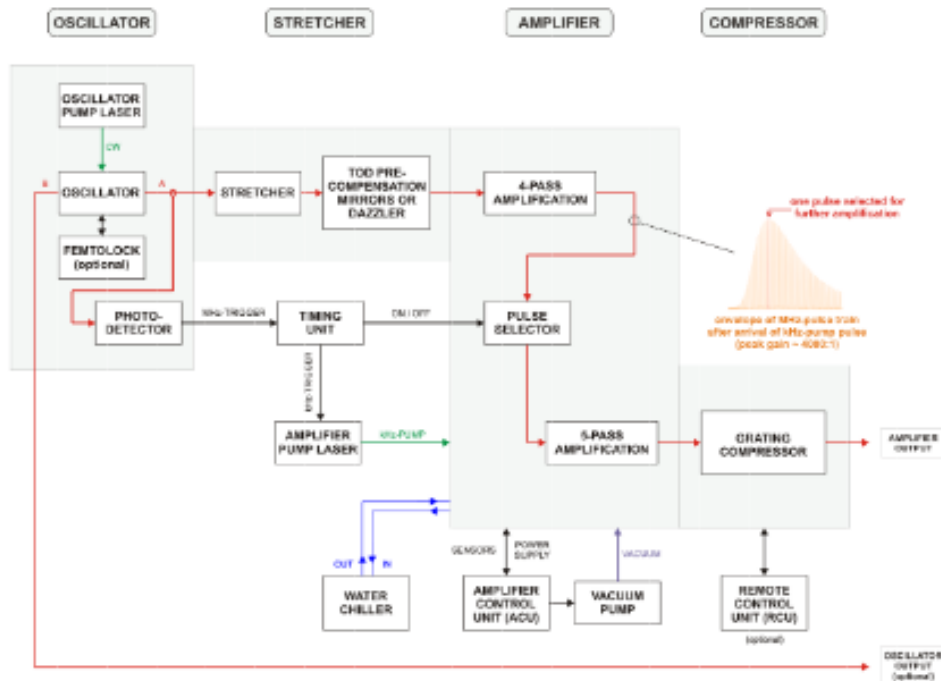 OSCILLATOR
STRETCHER
AMPLIFIER
COMPRESSOR
OSCILLATOR
PUMP LASER
CW
B
OSCILLATOR
A
STRETCHER
TOD PRE-
COMPENSATION
MIRRORS OR
DAZZLER
4-PASS
AMPLIFICATION
one pulse selected for
further amplification
FEMTOLOCK
(optional)
PHOTO-
DETECTOR
MHz-TRIGGER
TIMING
UNIT
ON / OFF
PULSE
SELECTOR
envelope of MHz-pulse train
after arrival of kHz-pump pulse
(peak gain ~ 4000:1)
kHz-TRIGGER
AMPLIFIER
PUMP LASER
kHz-PUMP
5-PASS
AMPLIFICATION
GRATING
COMPRESSOR
AMPLIFIER
OUTPUT
OUT
IN
SENSORS
POWER
SUPPLY
VACUUM
WATER
CHILLER
AMPLIFIER
CONTROL
UNIT (ACU)
VACUUM
PUMP
REMOTE
CONTROL
UNIT (RCU)
(optional)
OSCILLATOR
OUTPUT
(optional)